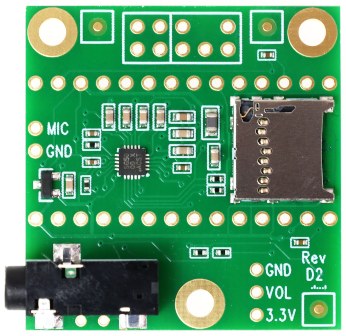 MIC
GND
Rev
D2
GND
VOL
3.3V